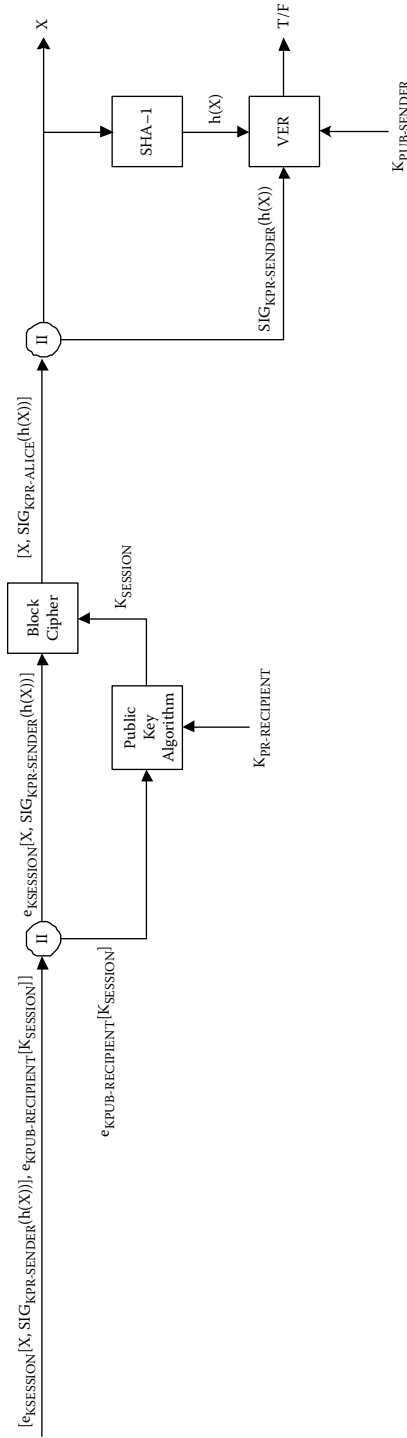 [eKSESSION[X, SIGKPR-SENDER(h(X))], eKPUB-RECIPIENT[KSESSION]]
II
eKPUB-RECIPIENT[KSESSION]
eKSESSION[X, SIGKPR-SENDER(h(X))]
Public
Key
Algorithm
KPR-RECIPIENT
KSESSION
Block
Cipher
[X, SIGKPR-ALICE(h(X))]
II
SIGKPR-SENDER(h(X))
SHA-1
h(X)
VER
KPUB-SENDER
X
T/F